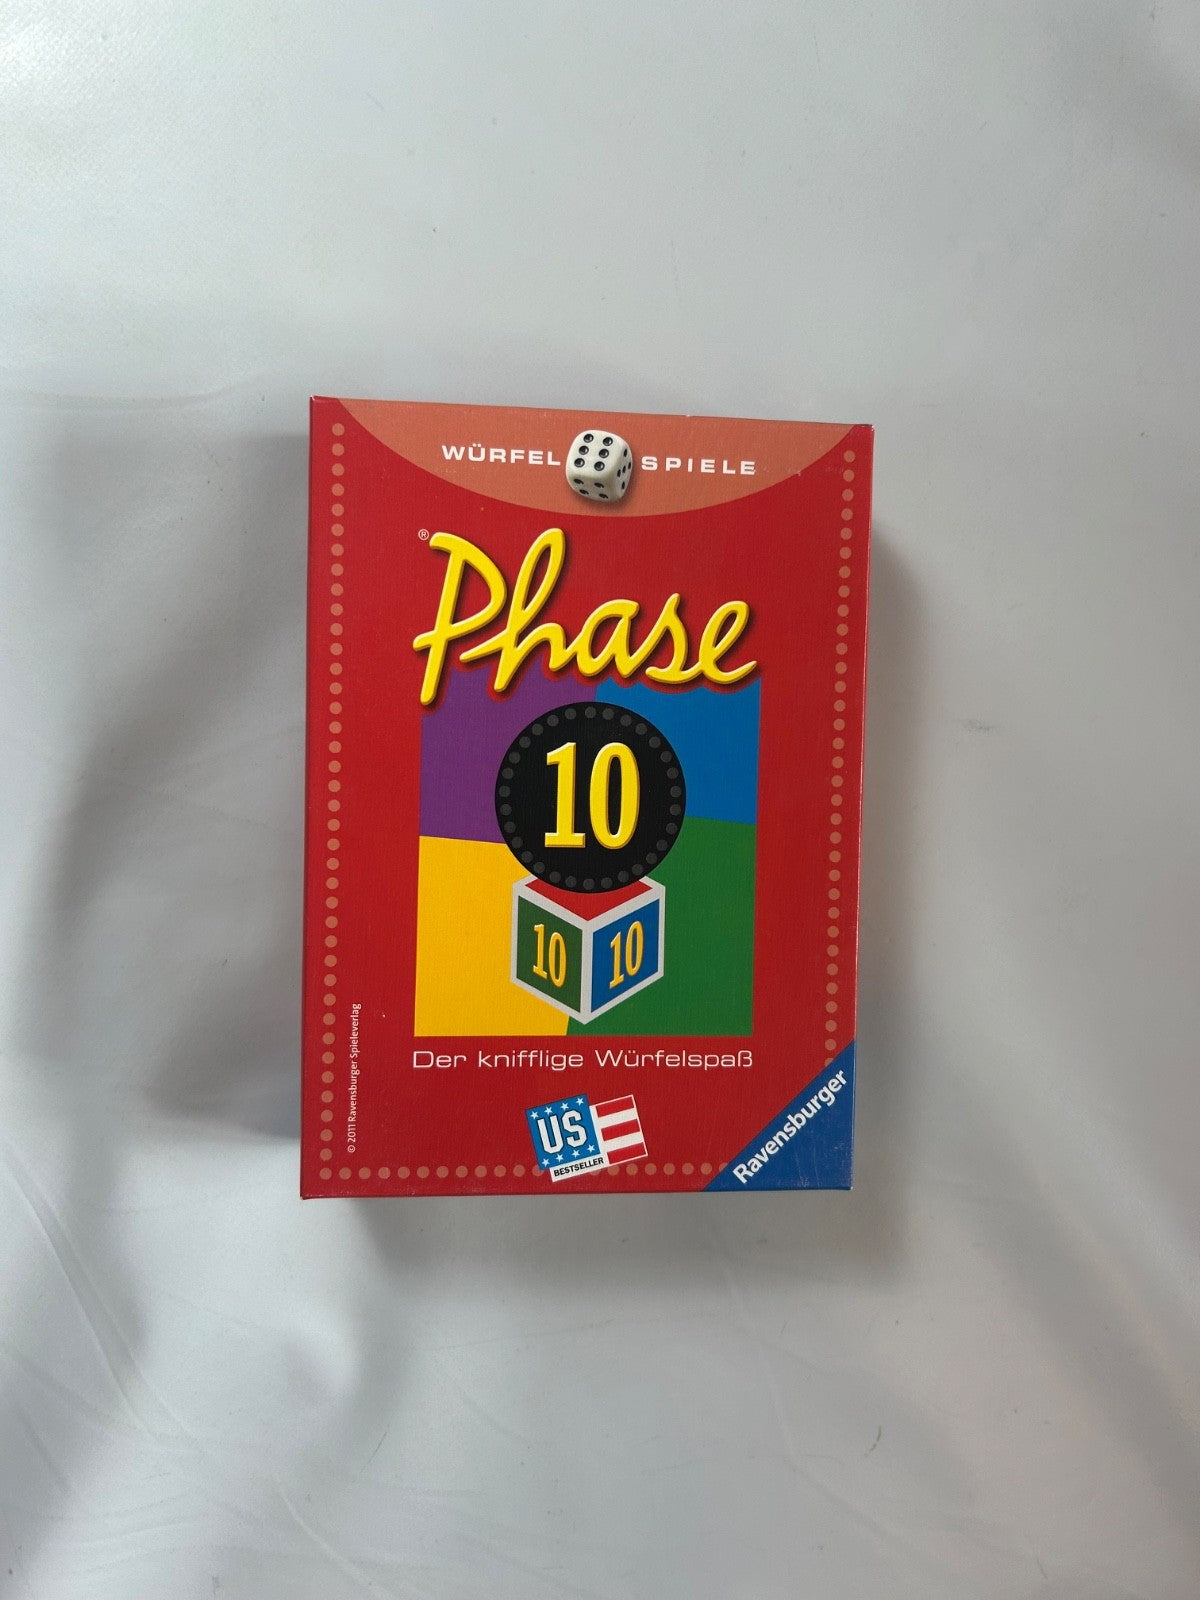 WÜRFEL SPIELE
® Phase
10
10 10
Der knifflige Würfelspaß
© 2011 Ravensburger Spieleverlag
US
BESTSELLER
Ravensburger